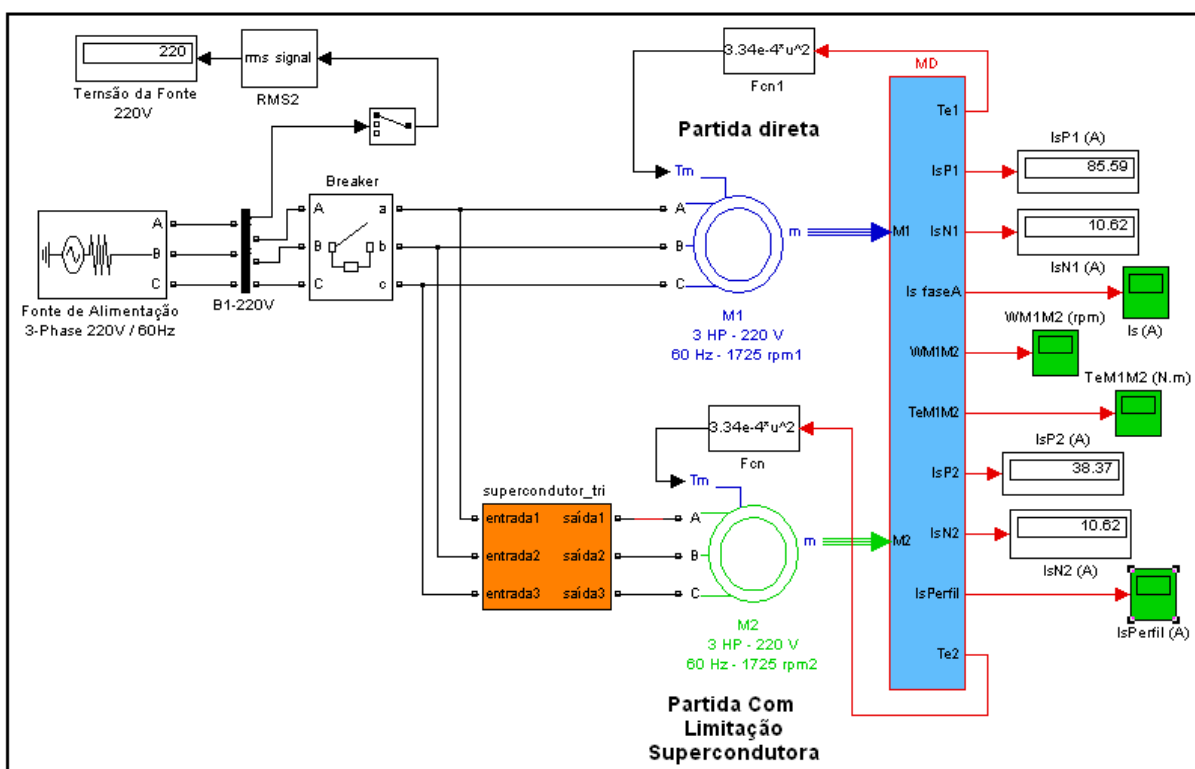 220
Ternsão da Fonte
220V
rms signal
RMS2
3.34e-4*u^2
Fcn1
MD
Partida direta
Te1
IsP1 (A)
IsP1
85.59
Tm
Breaker
Fonte de Alimentação
3-Phase 220V / 60Hz
A
B
C
B1-220V
A
B
C
a
b
c
A
B
C
m
M1
IsN1
10.62
IsN1 (A)
M1
3 HP - 220 V
60 Hz - 1725 rpm1
Is faseA
Is (A)
WM1M2 (rpm)
WM1M2
TeM1M2 (N.m)
TeM1M2
3.34e-4*u^2
Fcn
IsP2 (A)
IsP2
38.37
Tm
supercondutor_tri
entrada1
saída1
entrada2
saída2
entrada3
saída3
A
B
C
m
M2
IsN2
10.62
IsN2 (A)
IsPerfil
IsPerfil (A)
M2
3 HP - 220 V
60 Hz - 1725 rpm2
Te2
Partida Com
Limitação
Supercondutora